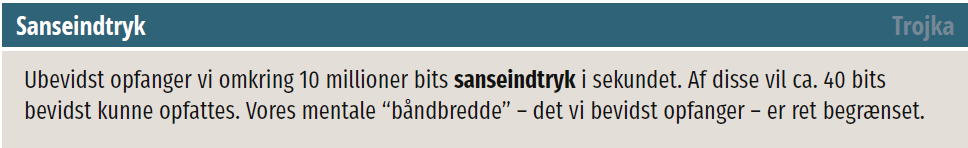 Sanseindtryk Trojka
Ubevidst opfanger vi omkring 10 millioner bits sanseindtryk i sekundet. Af disse vil ca. 40 bits
bevidst kunne opfattes. Vores mentale “båndbredde” – det vi bevidst opfanger – er ret begrænset.